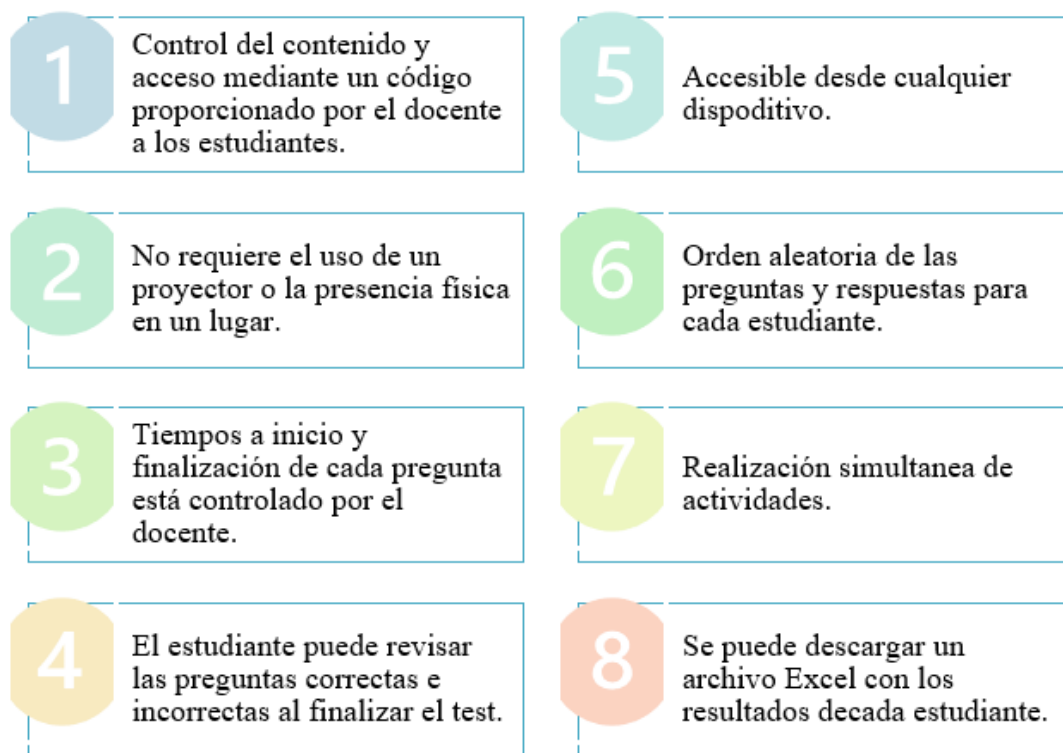 1
Control del contenido y
acceso mediante un código
proporcionado por el docente
a los estudiantes.
2
No requiere el uso de un
proyector o la presencia física
en un lugar.
3
Tiempos a inicio y
finalización de cada pregunta
está controlado por el
docente.
4
El estudiante puede revisar
las preguntas correctas e
incorrectas al finalizar el test.
5
Accesible desde cualquier
dispoditivo.
6
Orden aleatoria de las
preguntas y respuestas para
cada estudiante.
7
Realización simultanea de
actividades.
8
Se puede descargar un
archivo Excel con los
resultados decada estudiante.